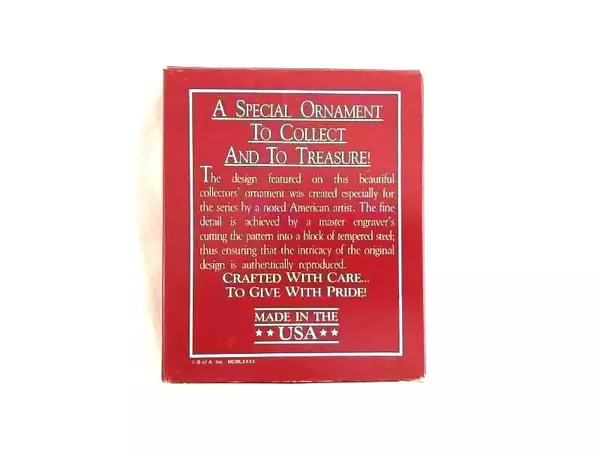 A SPECIAL ORNAMENT
TO COLLECT
AND TO TREASURE!
The design featured on this beautiful
collectors' ornament was created especially for
the series by a noted American artist. The fine
detail is achieved by a master engraver's
cutting the pattern into a block of tempered steel;
thus ensuring that the intricacy of the original
design is authentically reproduced.
CRAFTED WITH CARE...
TO GIVE WITH PRIDE!
MADE IN THE
★★ USA ★★
© B of A, Inc. MCMLXXXX